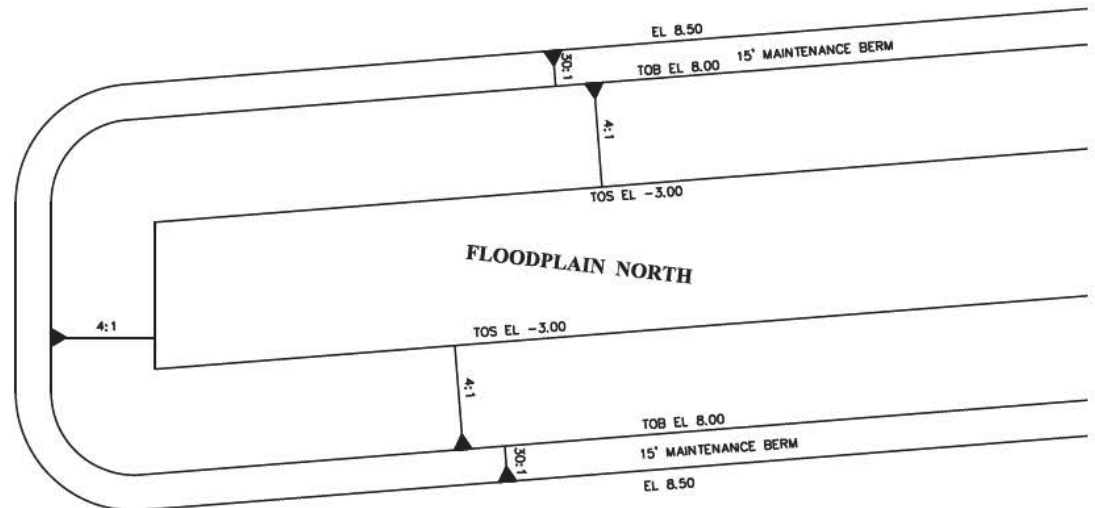 EL 8.50
15' MAINTENANCE BERM
30:1
TOB EL 8.00
4:1
TOS EL -3.00
FLOODPLAIN NORTH
4:1
TOS EL -3.00
4:1
TOB EL 8.00
30:1
15' MAINTENANCE BERM
EL 8.50